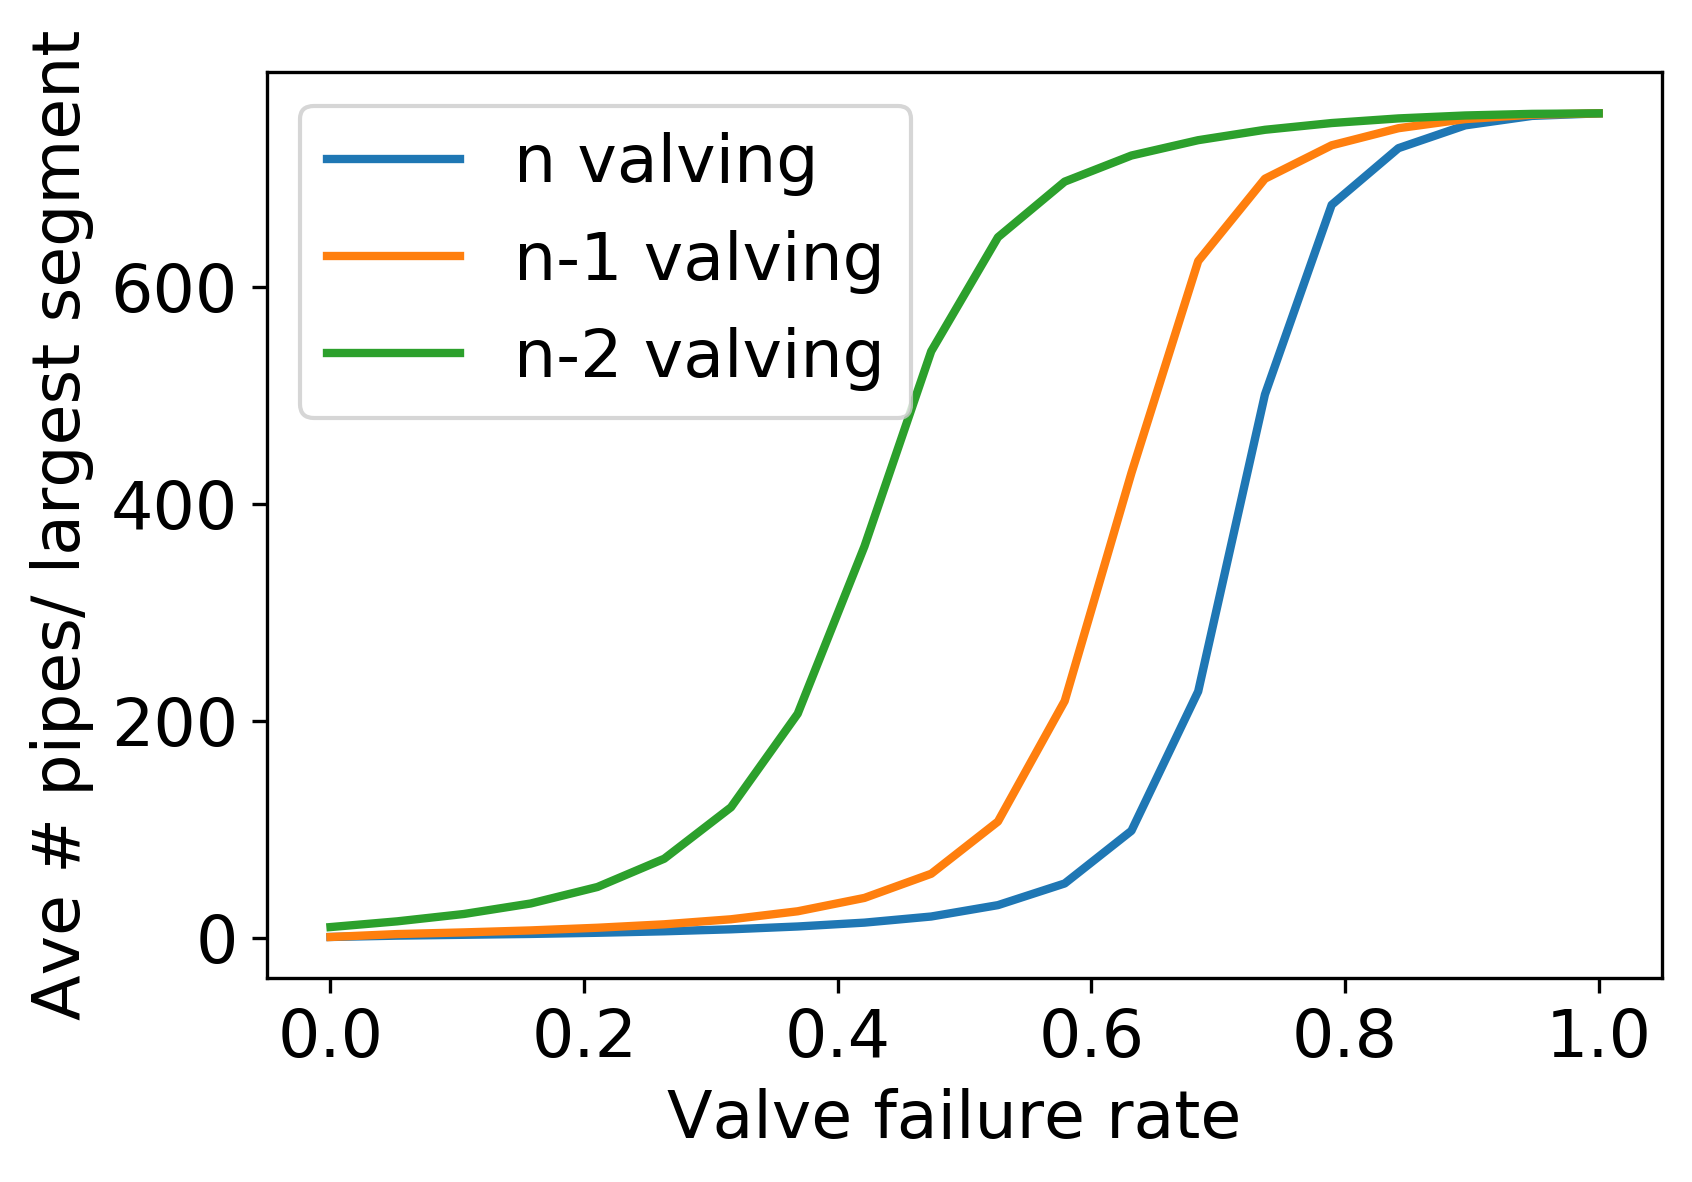 Ave # pipes/ largest segment
n valving
n-1 valving
n-2 valving
600
400
200
0
0.0 0.2 0.4 0.6 0.8 1.0
Valve failure rate